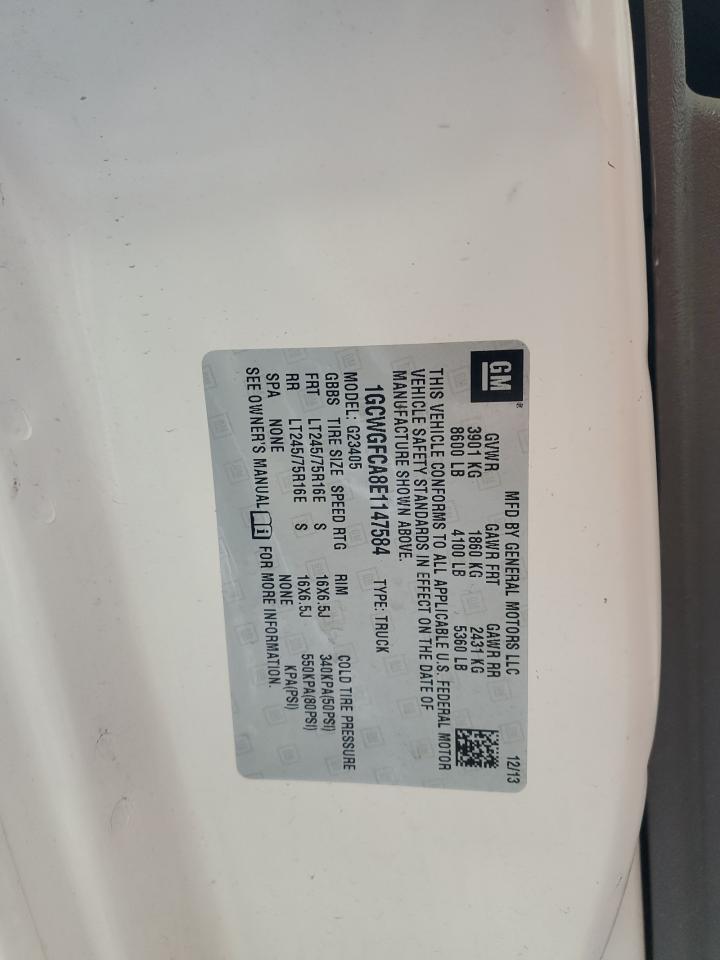 GM ®
MFD BY GENERAL MOTORS LLC 12/13
GVWR GAWR FRT GAWR RR
3901 KG 1860 KG 2431 KG
8600 LB 4100 LB 5360 LB
THIS VEHICLE CONFORMS TO ALL APPLICABLE U.S. FEDERAL MOTOR
VEHICLE SAFETY STANDARDS IN EFFECT ON THE DATE OF
MANUFACTURE SHOWN ABOVE.
1GCWGFCA8E1147584 TYPE: TRUCK
MODEL: G23405
GBBS TIRE SIZE SPEED RTG RIM COLD TIRE PRESSURE
FRT LT245/75R16E S 16X6.5J 340KPA(50PSI)
RR LT245/75R16E S 16X6.5J 550KPA(80PSI)
SPA NONE NONE KPA(PSI)
SEE OWNER'S MANUAL FOR MORE INFORMATION.